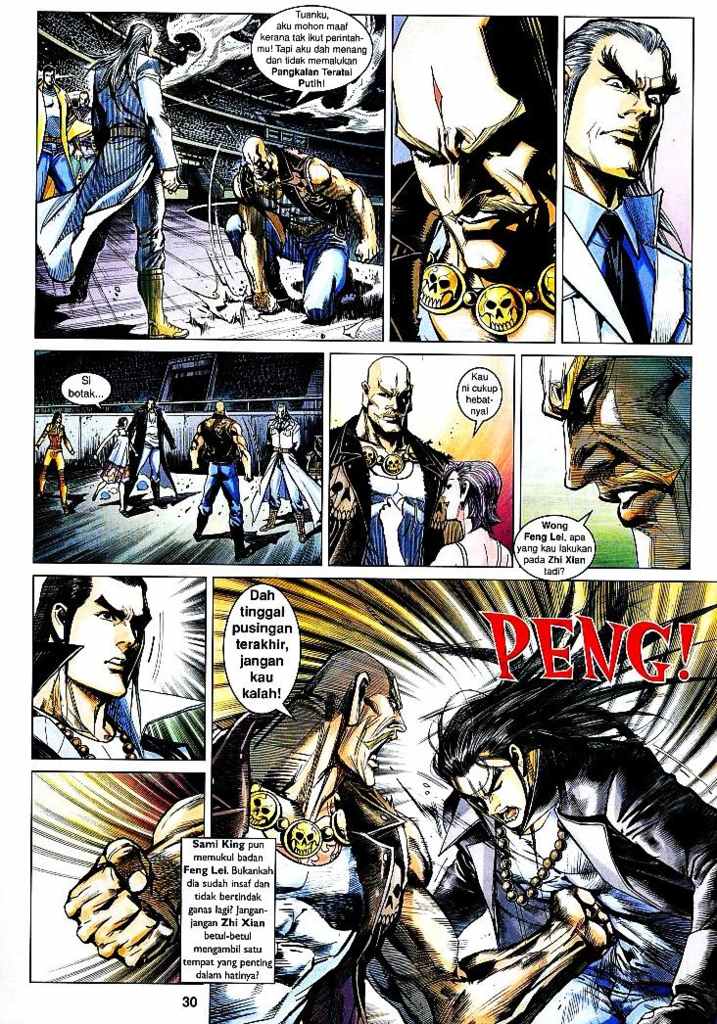 Tuanku,
aku mohon maaf
kerana tak ikut perintah-
mu! Tapi aku dah menang
dan tidak memalukan
Pangkalan Teratai
Putih!
Si
botak...
Kau
ni cukup
hebat-
nya!
Wong
Feng Lei, apa
yang kau lakukan
pada Zhi Xian
tadi?
Dah
tinggal
pusingan
terakhir,
jangan
kau
kalah!
PENG!
Sami King pun
memukul badan
Feng Lei. Bukankah
dia sudah insaf dan
tidak bertindak
ganas lagi? Jangan-
jangan Zhi Xian
betul-betul
mengambil satu
tempat yang penting
dalam hatinya?
30